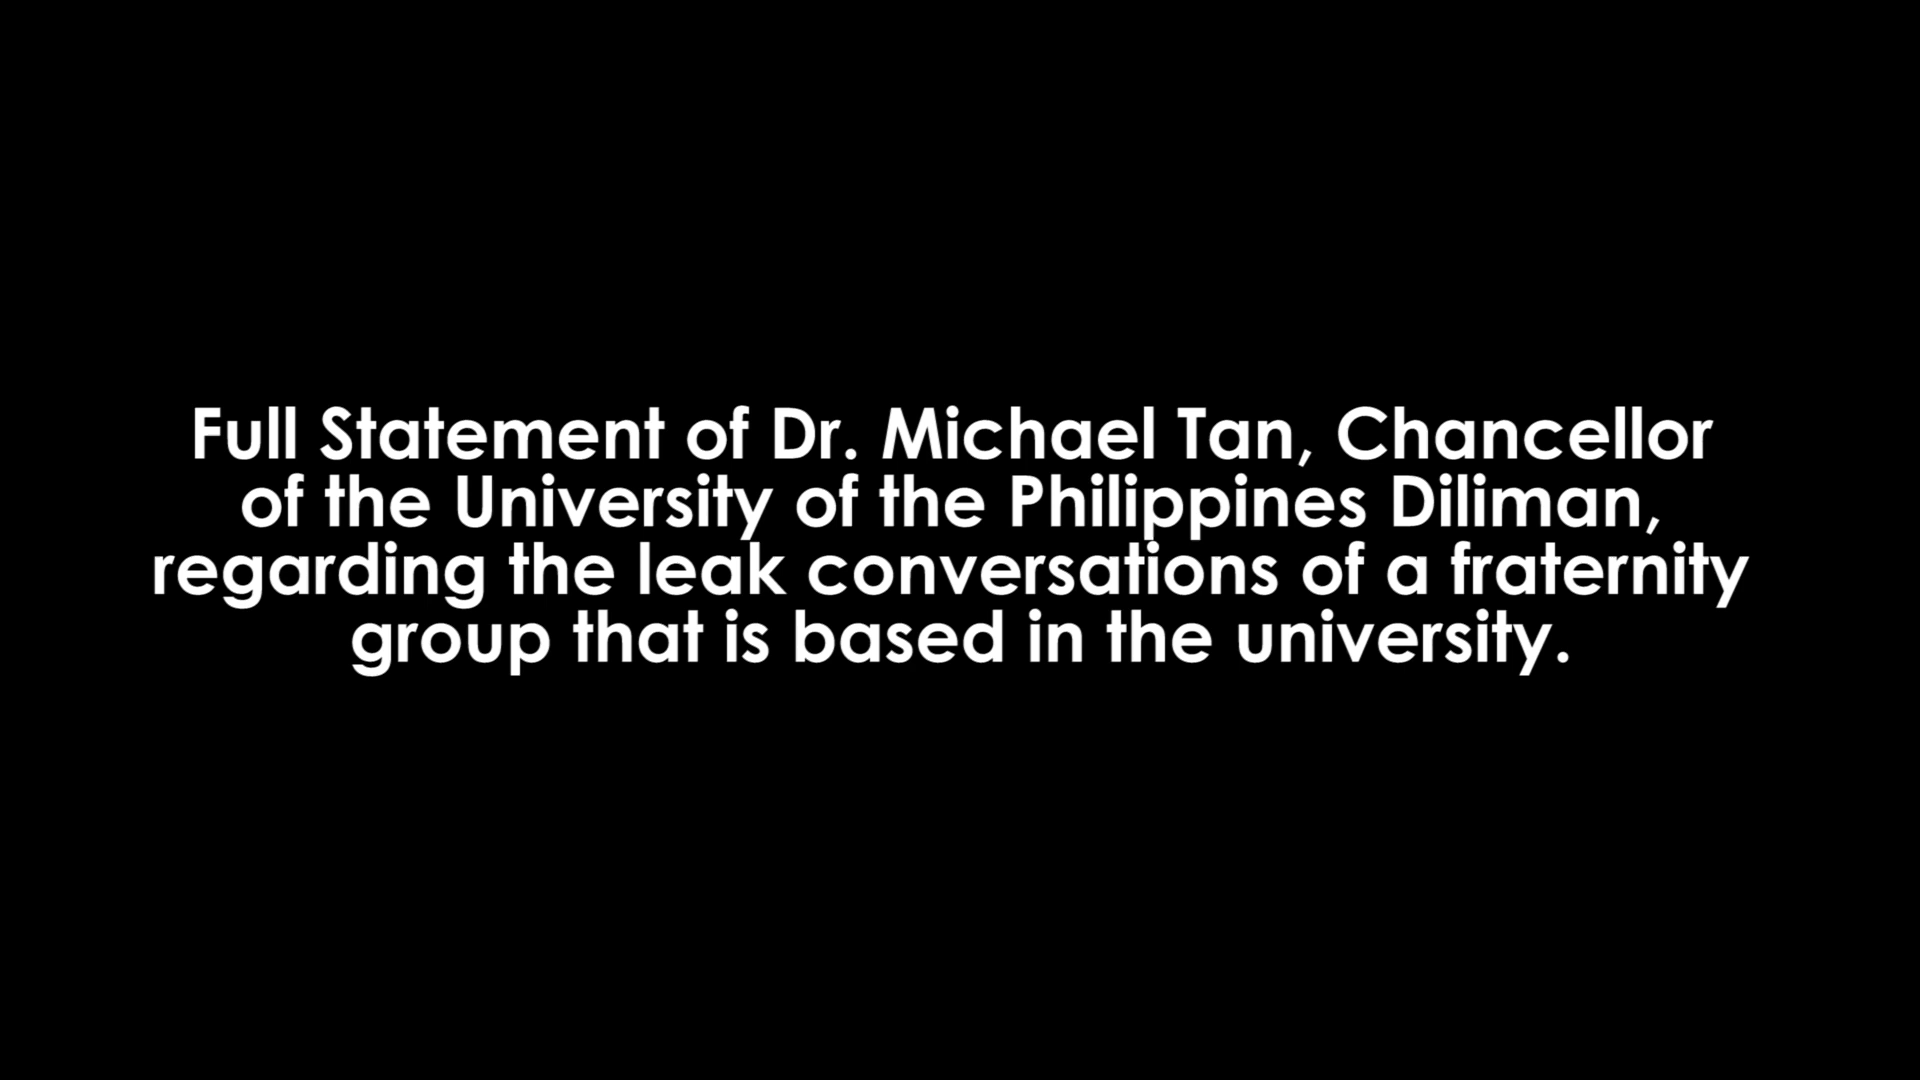 Full Statement of Dr. Michael Tan, Chancellor
of the University of the Philippines Diliman,
regarding the leak conversations of a fraternity
group that is based in the university.